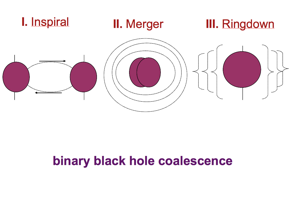 I. Inspiral
II. Merger
III. Ringdown
binary black hole coalescence